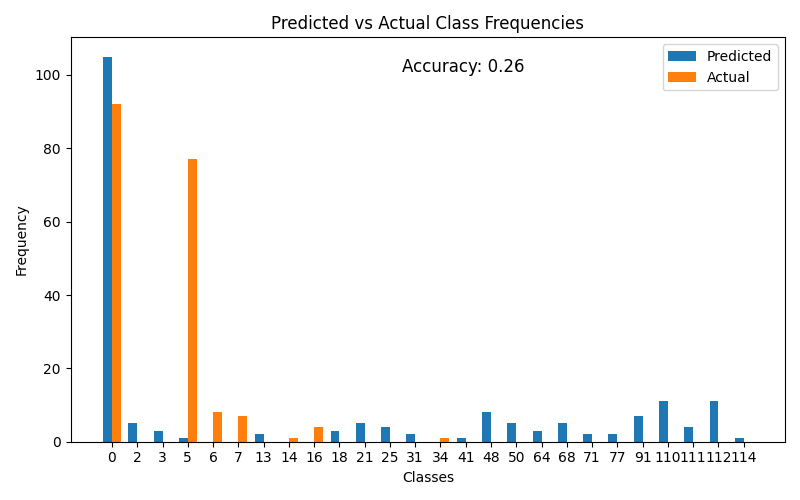 Predicted vs Actual Class Frequencies
Accuracy: 0.26
Predicted
Actual
Frequency
100
80
60
40
20
0
0 2 3 5 6 7 13 14 16 18 21 25 31 34 41 48 50 64 68 71 77 91 110 111 112 114
Classes